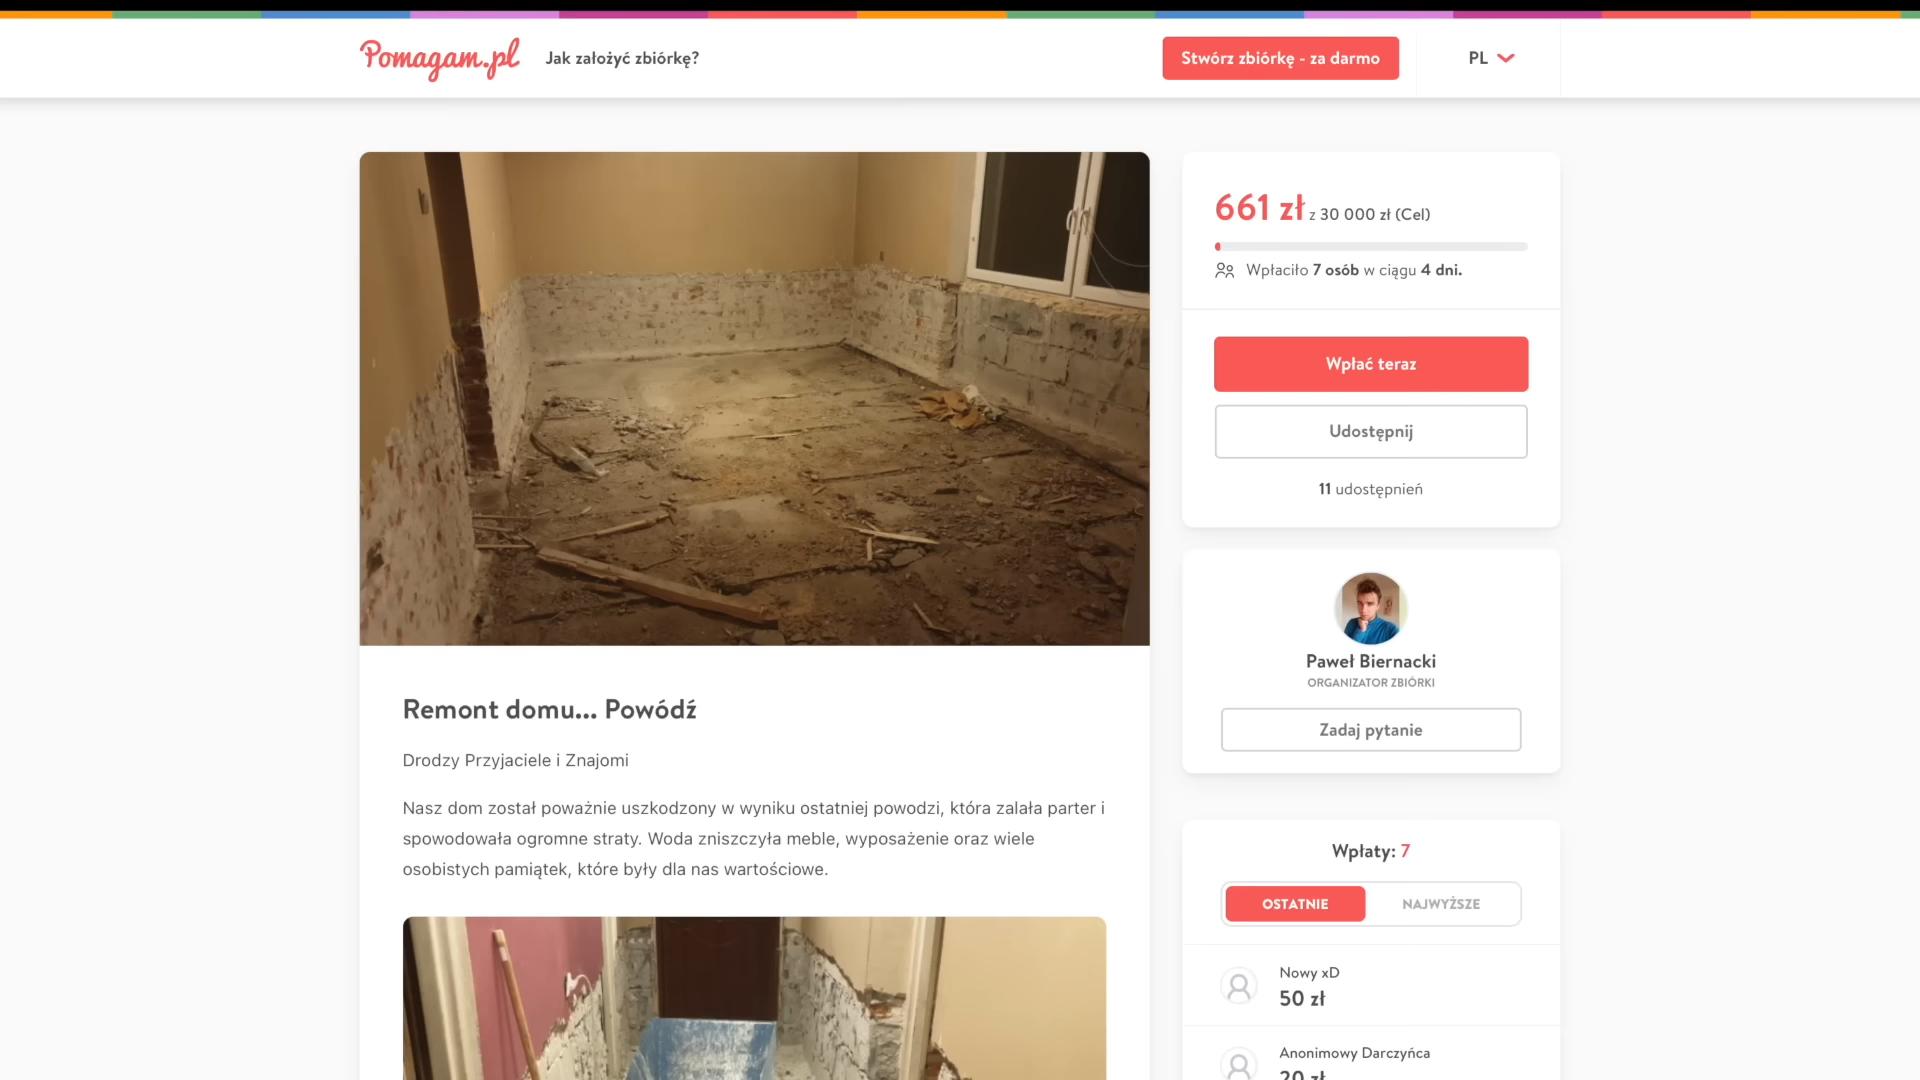 Pomagam.pl
Jak założyć zbiórkę?
Stwórz zbiórkę - za darmo
PL
661 zł z 30 000 zł (Cel)
Wpłaciło 7 osób w ciągu 4 dni.
Wpłać teraz
Udostępnij
11 udostępnień
Paweł Biernacki
ORGANIZATOR ZBIÓRKI
Zadaj pytanie
Remont domu... Powódź
Drodzy Przyjaciele i Znajomi
Nasz dom został poważnie uszkodzony w wyniku ostatniej powodzi, która zalała parter i
spowodowała ogromne straty. Woda zniszczyła meble, wyposażenie oraz wiele
osobistych pamiątek, które były dla nas wartościowe.
Wpłaty: 7
OSTATNIE
NAJWYŻSZE
Nowy xD
50 zł
Anonimowy Darczyńca
20 zł